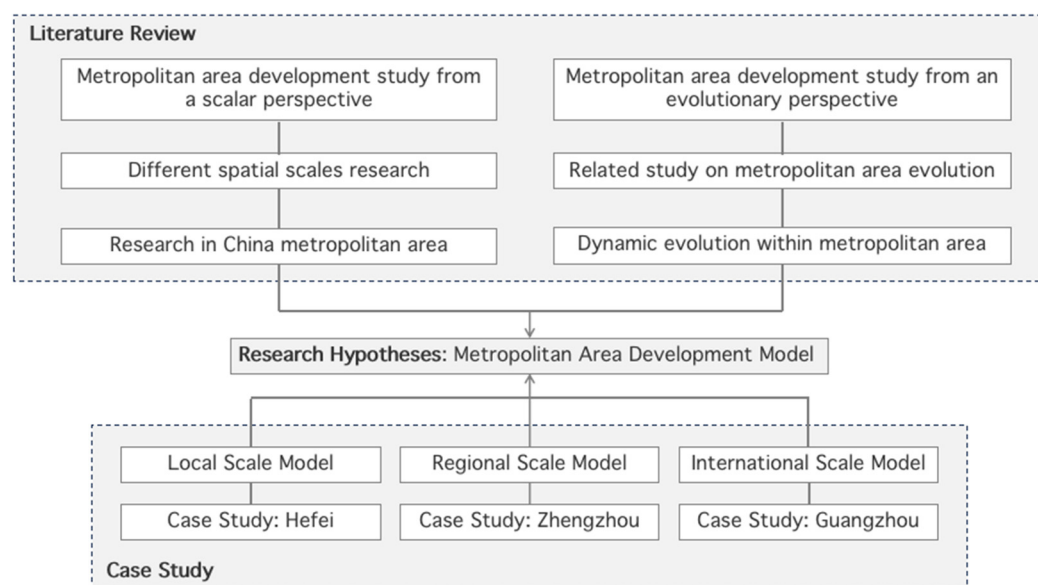 Literature Review
Metropolitan area development study from
a scalar perspective
Different spatial scales research
Research in China metropolitan area
Metropolitan area development study from an
evolutionary perspective
Related study on metropolitan area evolution
Dynamic evolution within metropolitan area
Research Hypotheses: Metropolitan Area Development Model
Local Scale Model
Case Study: Hefei
Regional Scale Model
Case Study: Zhengzhou
International Scale Model
Case Study: Guangzhou
Case Study